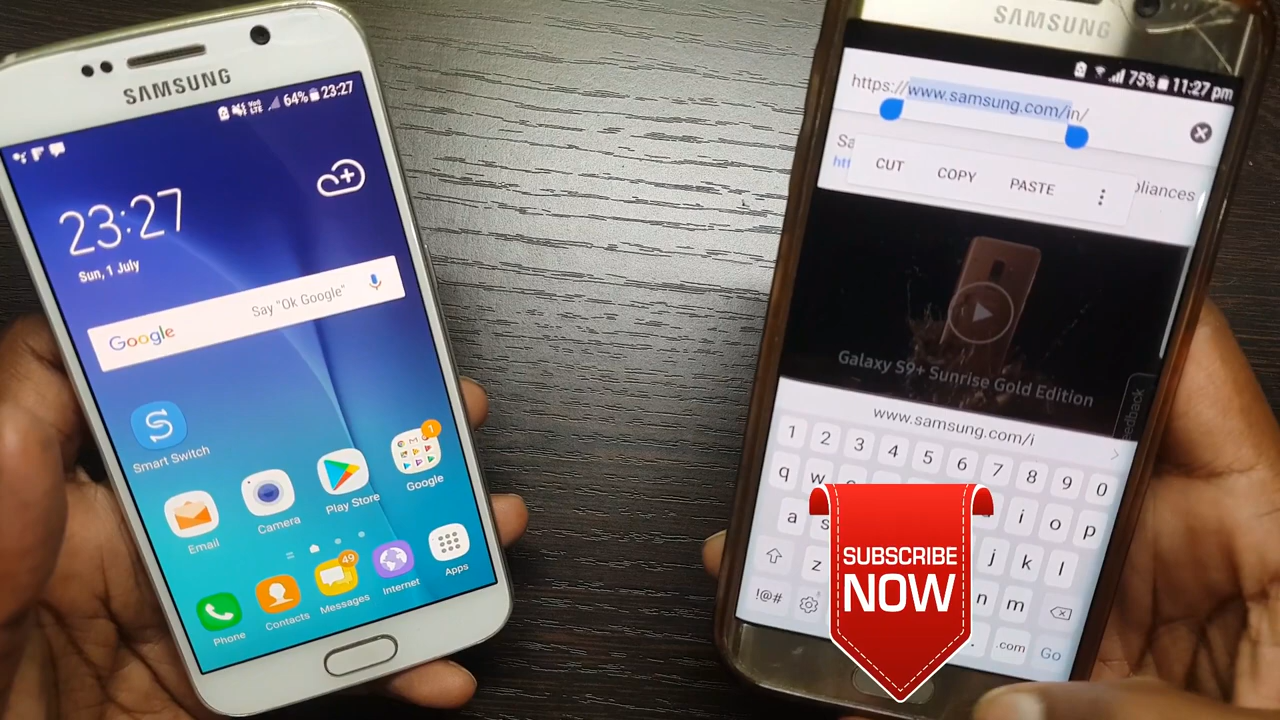 SAMSUNG
64% 23:27
23:27
Sun, 1 July
Google Say "Ok Google"
Smart Switch
Email
Camera
Play Store
1
Google
Phone
Contacts
49
Messages
Internet
Apps
SAMSUNG
75% 11:27 pm
https://www.samsung.com/in/
CUT COPY PASTE
Galaxy S9+ Sunrise Gold Edition
www.samsung.com/i
1 2 3 4 5 6 7 8 9 0
q w i o p
a s j k l
z n m
!@# . .com Go
SUBSCRIBE
NOW